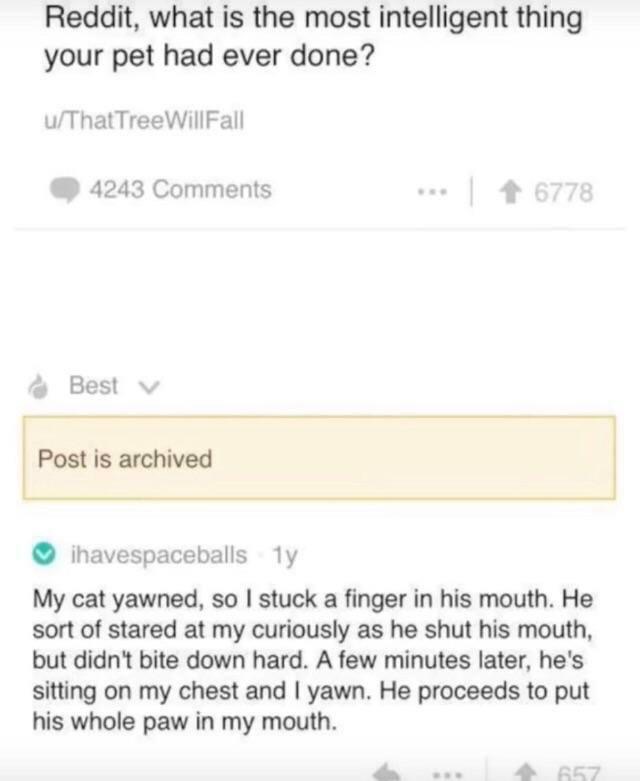 Reddit, what is the most intelligent thing
your pet had ever done?
u/ThatTreeWillFall
4243 Comments
6778
Best
Post is archived
ihavespaceballs 1y
My cat yawned, so I stuck a finger in his mouth. He
sort of stared at my curiously as he shut his mouth,
but didn't bite down hard. A few minutes later, he's
sitting on my chest and I yawn. He proceeds to put
his whole paw in my mouth.
657